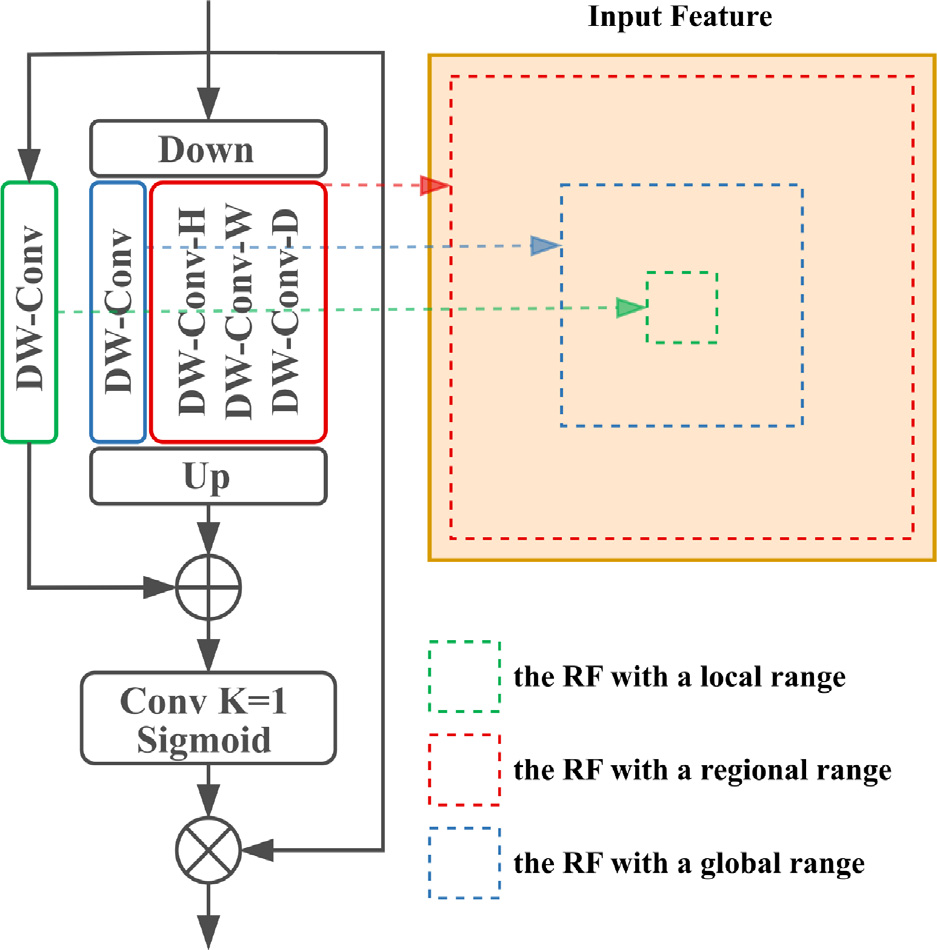 Input Feature
Down
DW-Conv
DW-Conv
DW-Conv-H
DW-Conv-W
DW-Conv-D
Up
Conv K=1
Sigmoid
the RF with a local range
the RF with a regional range
the RF with a global range